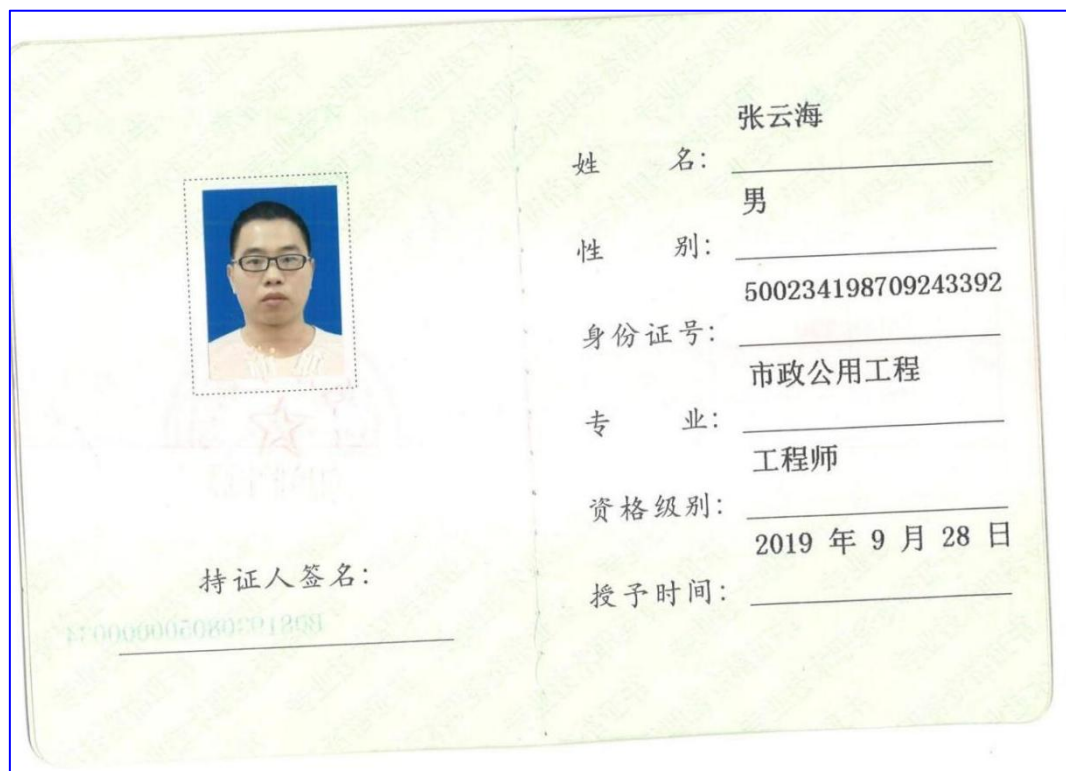 张云海
姓 名:
男
性 别:
500234198709243392
身份证号:
市政公用工程
专 业:
工程师
资格级别:
2019 年 9 月 28 日
授予时间:
持证人签名: